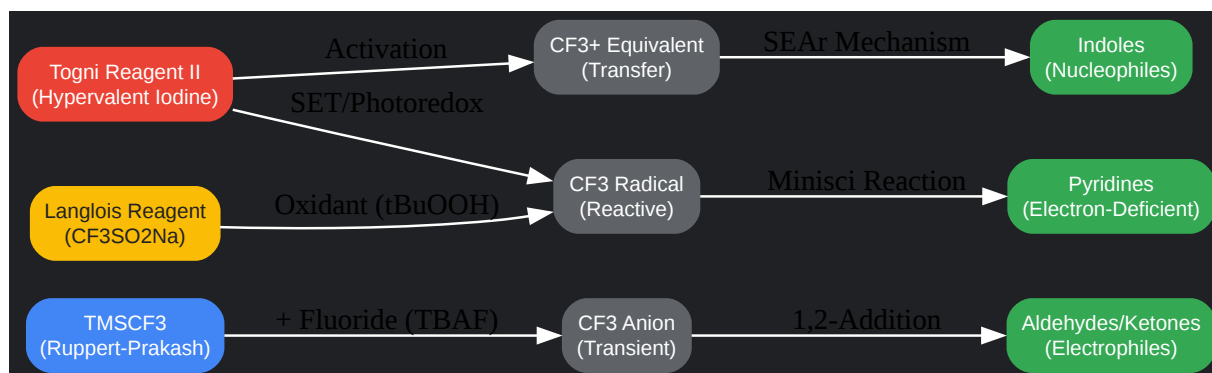 Togni Reagent II
(Hypervalent Iodine)
Activation
CF3+ Equivalent
(Transfer)
SEAr Mechanism
Indoles
(Nucleophiles)
SET/Photoredox
Langlois Reagent
(CF3SO2Na)
Oxidant (tBuOOH)
CF3 Radical
(Reactive)
Minisci Reaction
Pyridines
(Electron-Deficient)
TMSCF3
(Ruppert-Prakash)
+ Fluoride (TBAF)
CF3 Anion
(Transient)
1,2-Addition
Aldehydes/Ketones
(Electrophiles)